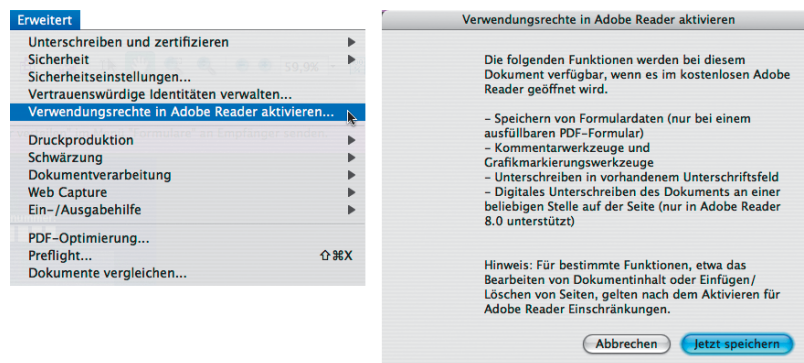 Erweitert
Unterschreiben und zertifizieren
Sicherheit
Sicherheitseinstellungen...
Vertrauenswürdige Identitäten verwalten...
Verwendungsrechte in Adobe Reader aktivieren...
Druckproduktion
Schwärzung
Dokumentverarbeitung
Web Capture
Ein-/Ausgabehilfe
PDF-Optimierung...
Preflight... ⇧⌘X
Dokumente vergleichen...
Verwendungsrechte in Adobe Reader aktivieren
Die folgenden Funktionen werden bei diesem
Dokument verfügbar, wenn es im kostenlosen Adobe
Reader geöffnet wird.
– Speichern von Formulardaten (nur bei einem
ausfüllbaren PDF-Formular)
– Kommentarwerkzeuge und
Grafikmarkierungswerkzeuge
– Unterschreiben in vorhandenem Unterschriftsfeld
– Digitales Unterschreiben des Dokuments an einer
beliebigen Stelle auf der Seite (nur in Adobe Reader
8.0 unterstützt)
Hinweis: Für bestimmte Funktionen, etwa das
Bearbeiten von Dokumentinhalt oder Einfügen/
Löschen von Seiten, gelten nach dem Aktivieren für
Adobe Reader Einschränkungen.
Abbrechen
Jetzt speichern